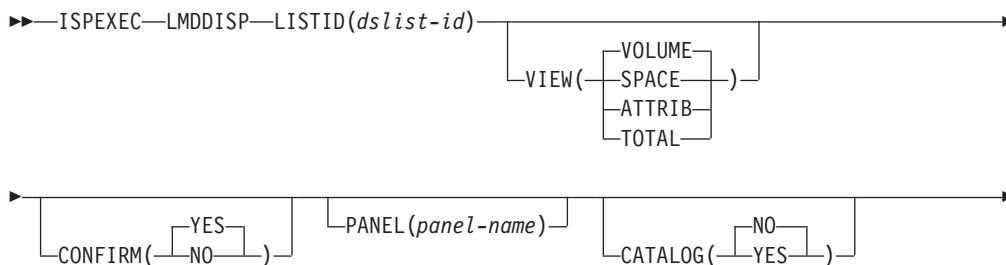 ISPEXEC LMDDISP LISTID(dslist-id)
VOLUME
VIEW( SPACE )
ATTRIB
TOTAL
YES
CONFIRM( NO )
PANEL(panel-name)
NO
CATALOG( YES )